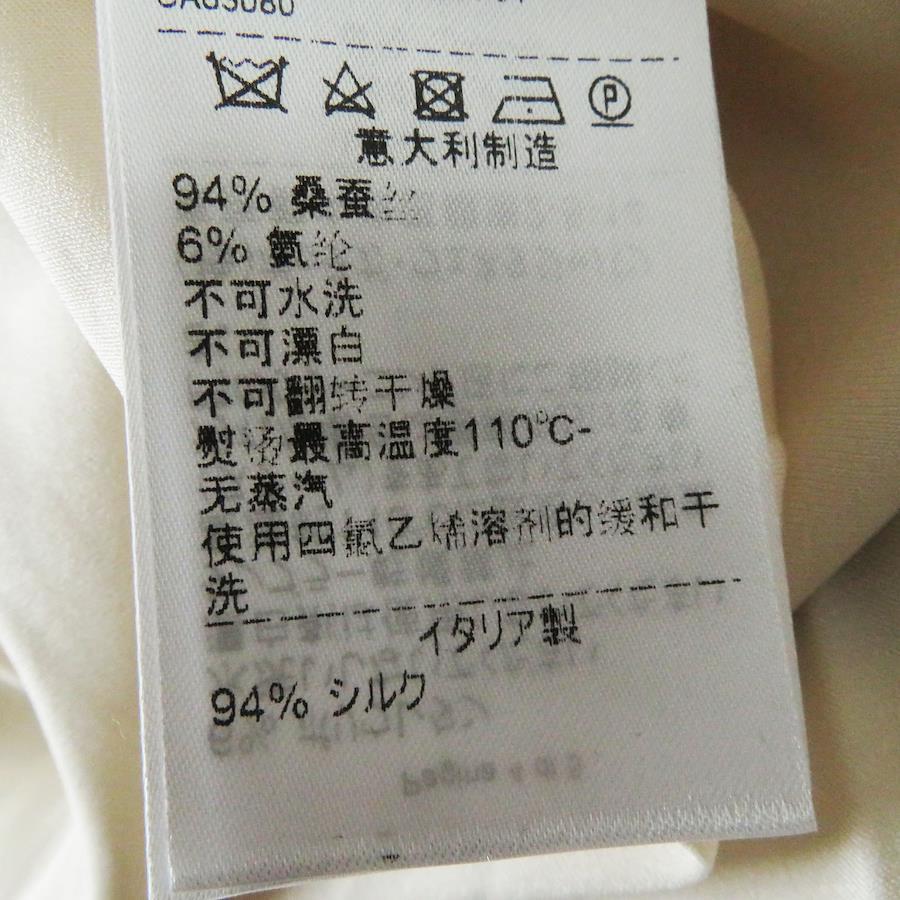 意大利制造
94% 桑蚕丝
6% 氨纶
不可水洗
不可漂白
不可翻转干燥
熨烫最高温度110℃-
无蒸汽
使用四氯乙烯溶剂的缓和干
洗
イタリア製
94% シルク